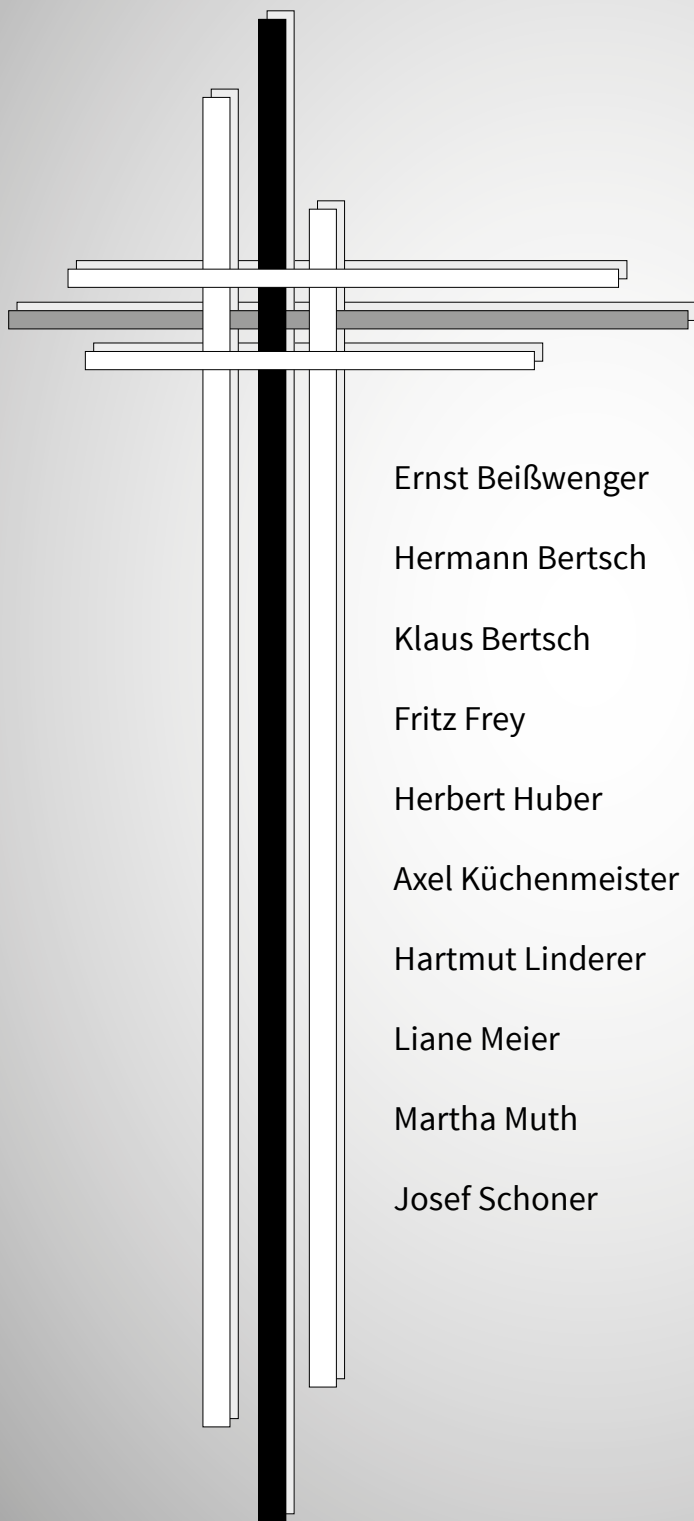 Ernst Beißwenger
Hermann Bertsch
Klaus Bertsch
Fritz Frey
Herbert Huber
Axel Küchenmeister
Hartmut Linderer
Liane Meier
Martha Muth
Josef Schoner